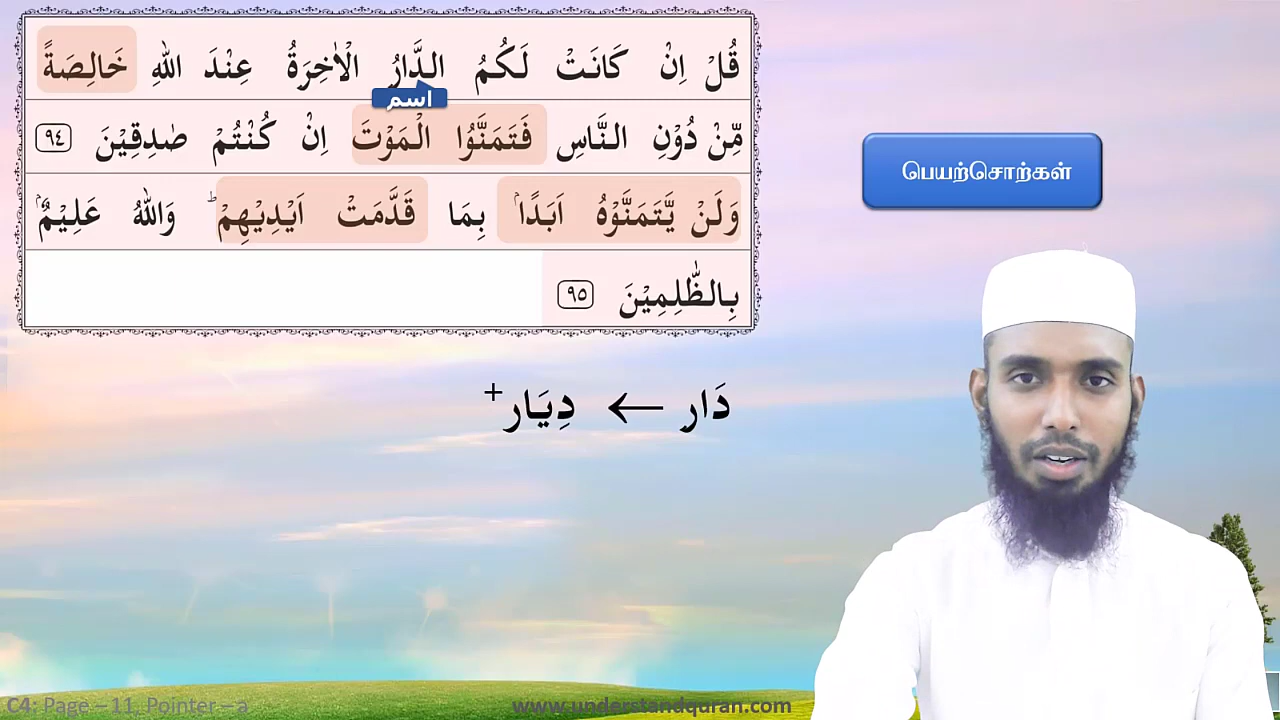 قُلْ اِنْ كَانَتْ لَكُمُ الدَّارُ الْاٰخِرَةُ عِنْدَ اللّٰهِ خَالِصَةً
اسم
مِّنْ دُوْنِ النَّاسِ فَتَمَنَّوُا الْمَوْتَ اِنْ كُنْتُمْ صٰدِقِيْنَ ٩٤
وَلَنْ يَّتَمَنَّوْهُ اَبَدًاۢ بِمَا قَدَّمَتْ اَيْدِيْهِمْ ؕ وَاللّٰهُ عَلِيْمٌۢ
بِالظّٰلِمِيْنَ ٩٥
பெயற்சொற்கள்
دَار ← دِيَار+
C4: Page – 11, Pointer – a
www.understandquran.com